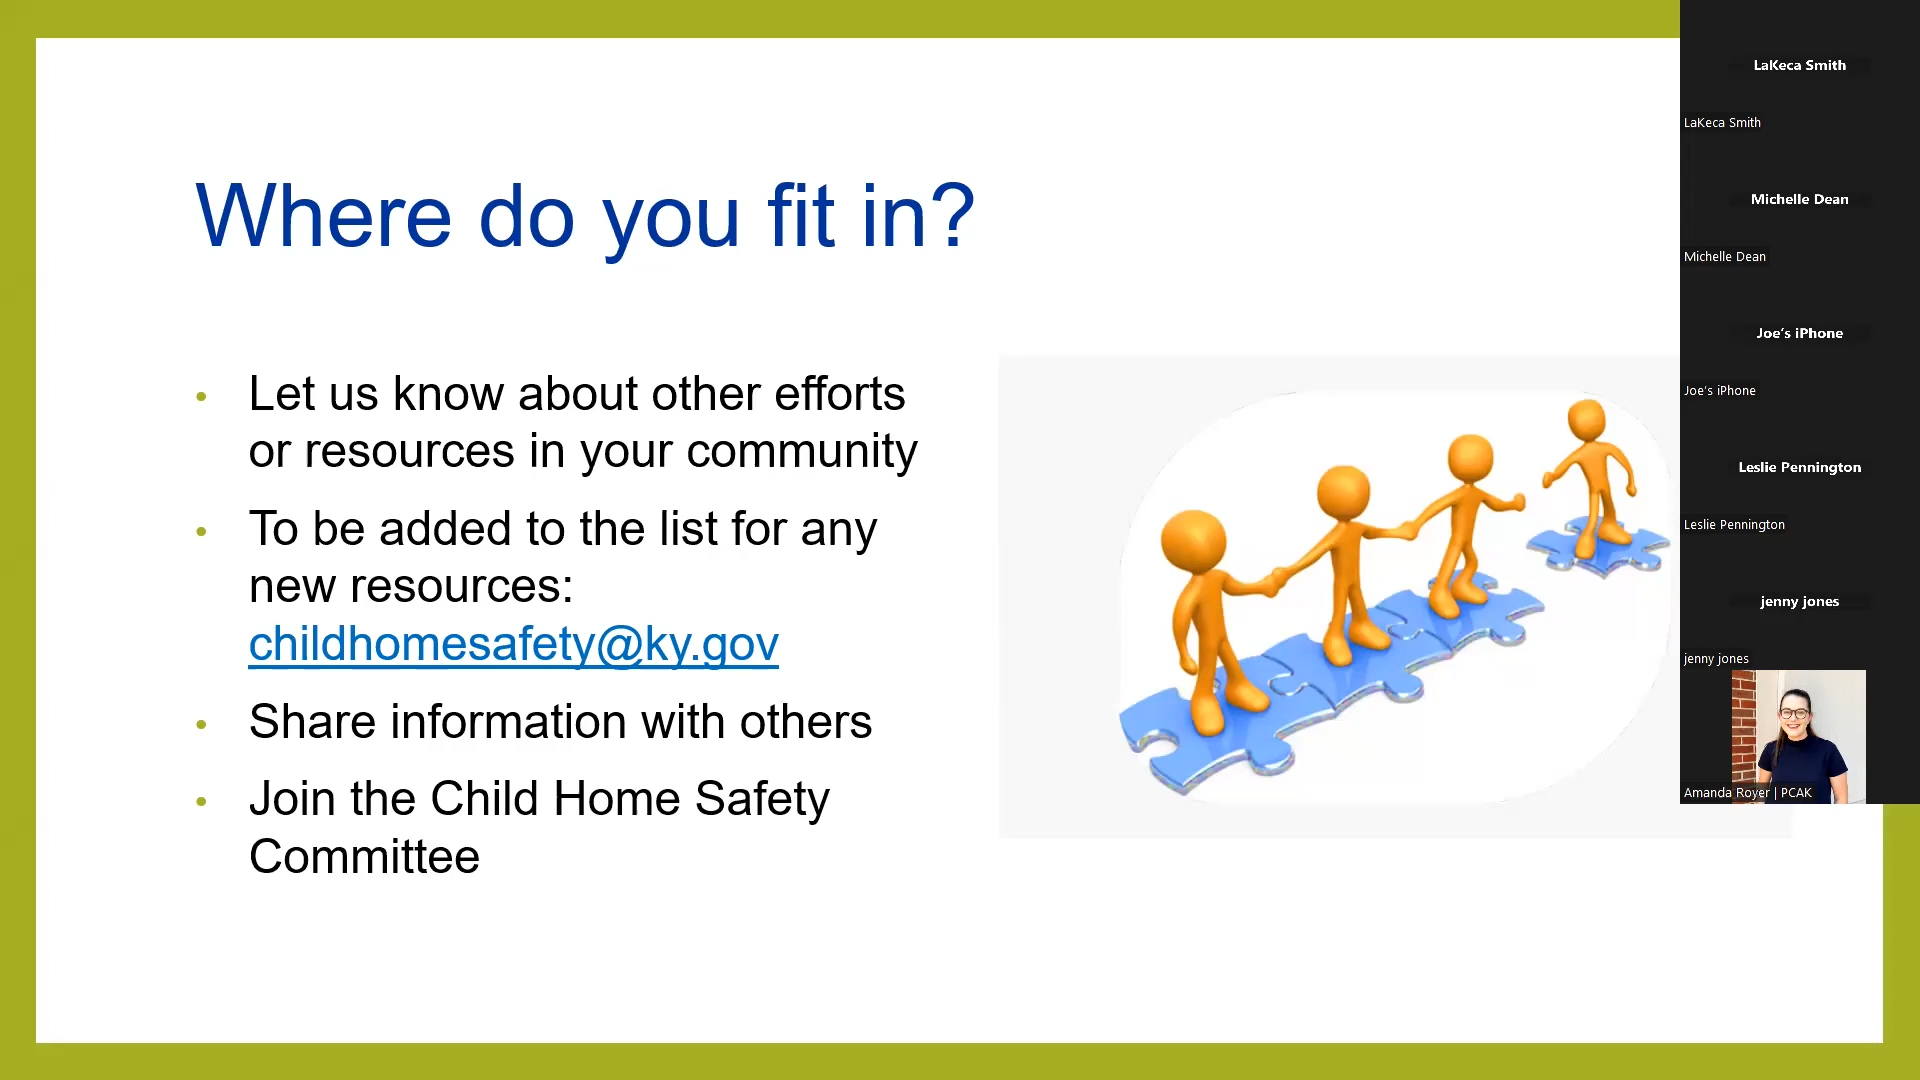 Where do you fit in?
• Let us know about other efforts
or resources in your community
• To be added to the list for any
new resources:
childhomesafety@ky.gov
• Share information with others
• Join the Child Home Safety
Committee
LaKeca Smith
LaKeca Smith
Michelle Dean
Michelle Dean
Joe's iPhone
Joe's iPhone
Leslie Pennington
Leslie Pennington
jenny jones
jenny jones
Amanda Royer | PCAK